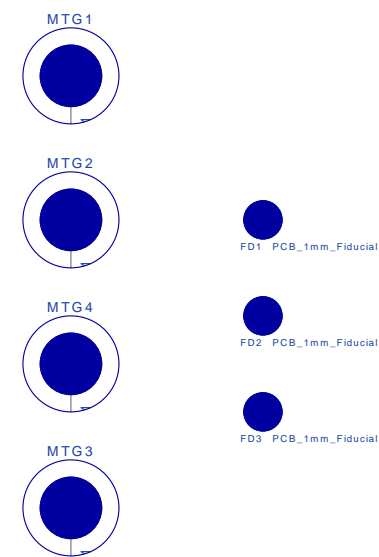 MTG1
MTG2
FD1 PCB_1mm_Fiducial
MTG4
FD2 PCB_1mm_Fiducial
FD3 PCB_1mm_Fiducial
MTG3